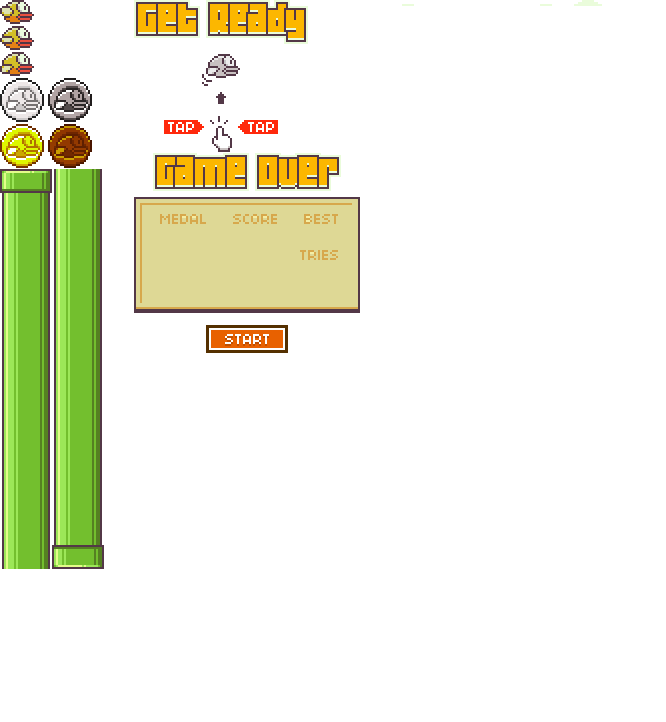 Get Ready
TAP TAP
Game Over
MEDAL SCORE BEST
TRIES
START